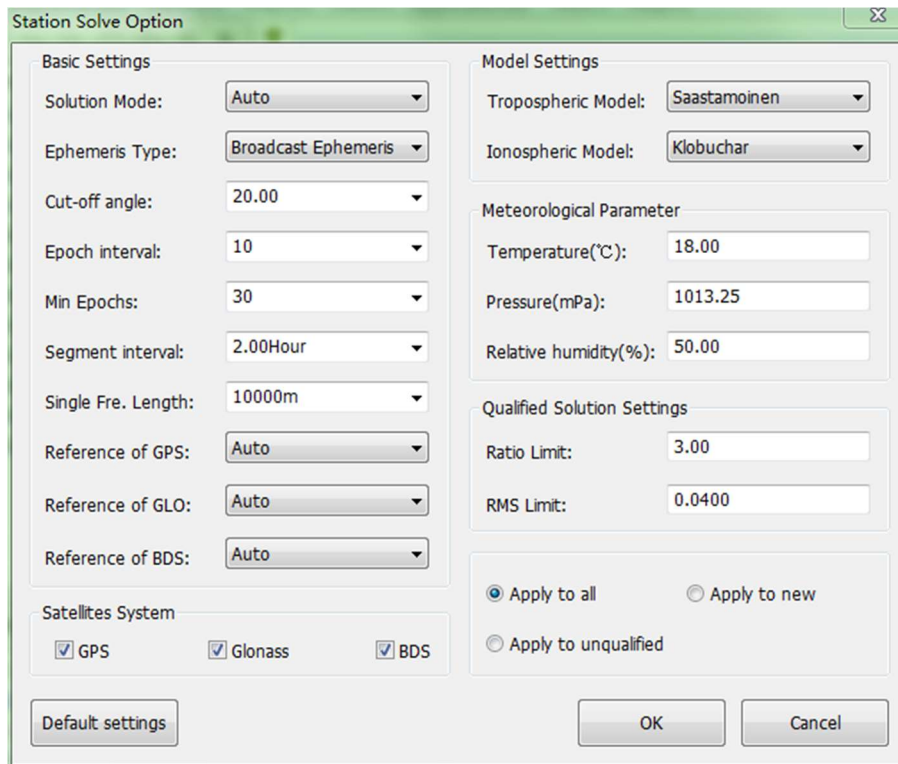 Station Solve Option
Basic Settings
Solution Mode: Auto
Ephemeris Type: Broadcast Ephemeris
Cut-off angle: 20.00
Epoch interval: 10
Min Epochs: 30
Segment interval: 2.00Hour
Single Fre. Length: 10000m
Reference of GPS: Auto
Reference of GLO: Auto
Reference of BDS: Auto
Satellites System
GPS Glonass BDS
Model Settings
Tropospheric Model: Saastamoinen
Ionospheric Model: Klobuchar
Meteorological Parameter
Temperature(℃): 18.00
Pressure(mPa): 1013.25
Relative humidity(%): 50.00
Qualified Solution Settings
Ratio Limit: 3.00
RMS Limit: 0.0400
Apply to all Apply to new
Apply to unqualified
Default settings OK Cancel